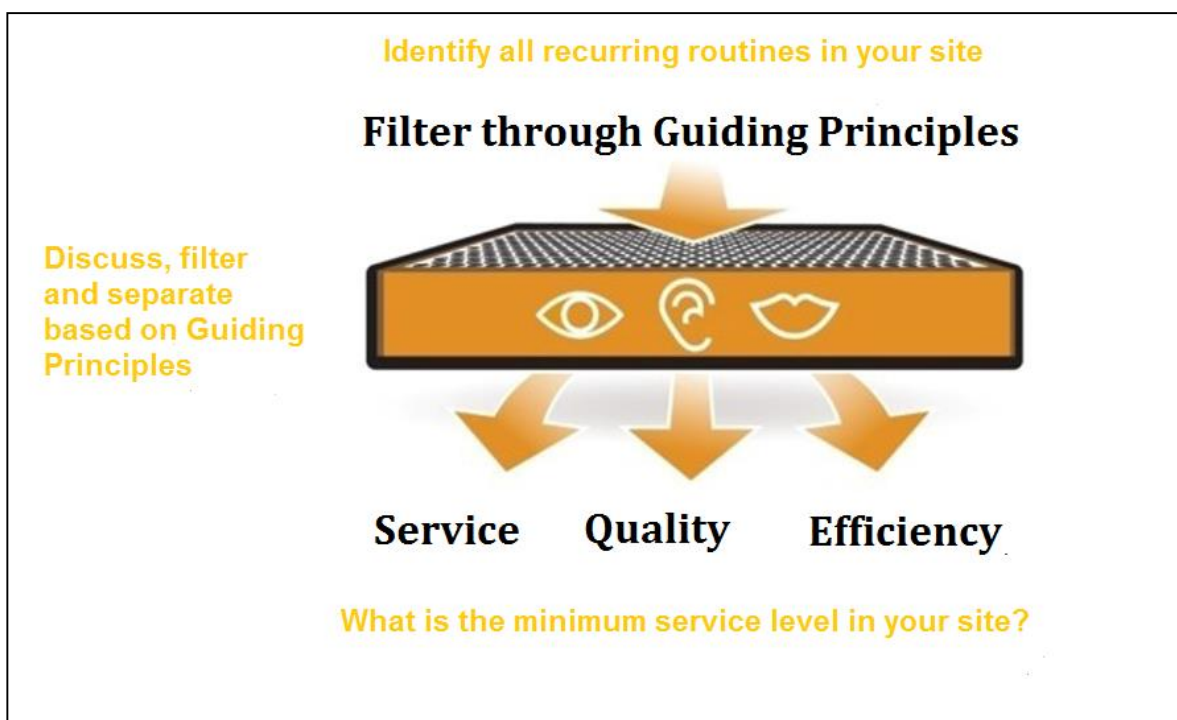 Identify all recurring routines in your site
Filter through Guiding Principles
Discuss, filter
and separate
based on Guiding
Principles
Service Quality Efficiency
What is the minimum service level in your site?